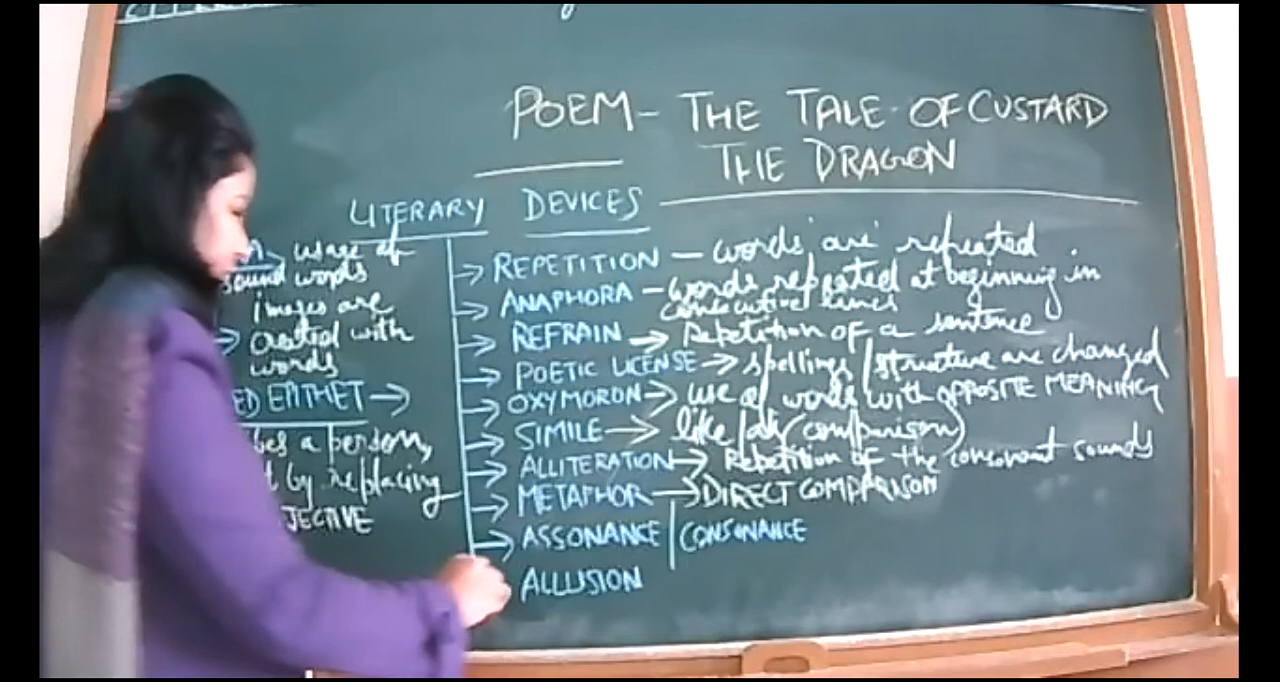 POEM - THE TALE OF CUSTARD
THE DRAGON
LITERARY DEVICES
A → usage of
sound words
images are
→ created with
words
ED EPITHET →
bes a person,
by replacing
JECTIVE
→ REPETITION - words are repeated
→ ANAPHORA - words repeated at beginning in
consecutive lines
→ REFRAIN → Repetition of a sentence
→ POETIC LICENSE → spellings / structure are changed
→ OXYMORON → use of words with OPPOSITE MEANING
→ SIMILE → like / as (comparison)
→ ALLITERATION → Repetition of the consonant sounds
→ METAPHOR → DIRECT COMPARISON
→ ASSONANCE | CONSONANCE
ALLUSION